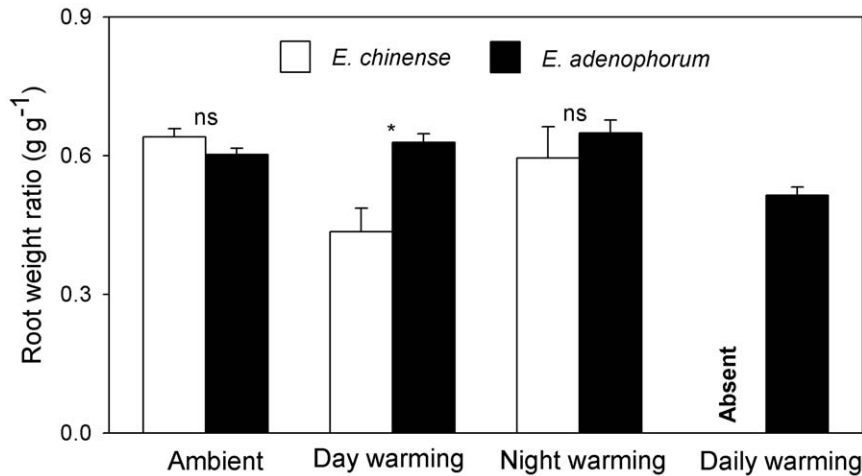 Root weight ratio (g g⁻¹)
0.9
0.6
0.3
0.0
E. chinense
E. adenophorum
ns
*
ns
Absent
Ambient
Day warming
Night warming
Daily warming